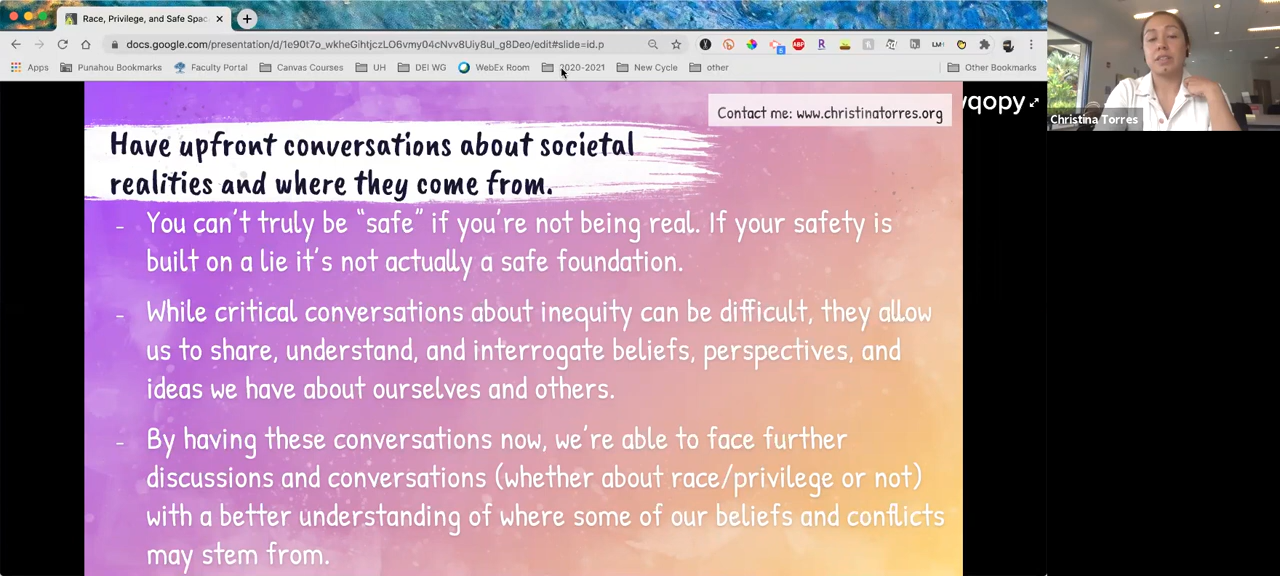 Race, Privilege, and Safe Spac
docs.google.com/presentation/d/1e90t7o_wkheGihtjczLO6vmy04cNvv8Uiy8ul_g8Deo/edit#slide=id.p
Apps Punahou Bookmarks Faculty Portal Canvas Courses UH DEI WG WebEx Room 2020-2021 New Cycle other Other Bookmarks
Contact me: www.christinatorres.org
qopy
Christina Torres
Have upfront conversations about societal
realities and where they come from.
- You can't truly be "safe" if you're not being real. If your safety is
built on a lie it's not actually a safe foundation.
- While critical conversations about inequity can be difficult, they allow
us to share, understand, and interrogate beliefs, perspectives, and
ideas we have about ourselves and others.
- By having these conversations now, we're able to face further
discussions and conversations (whether about race/privilege or not)
with a better understanding of where some of our beliefs and conflicts
may stem from.